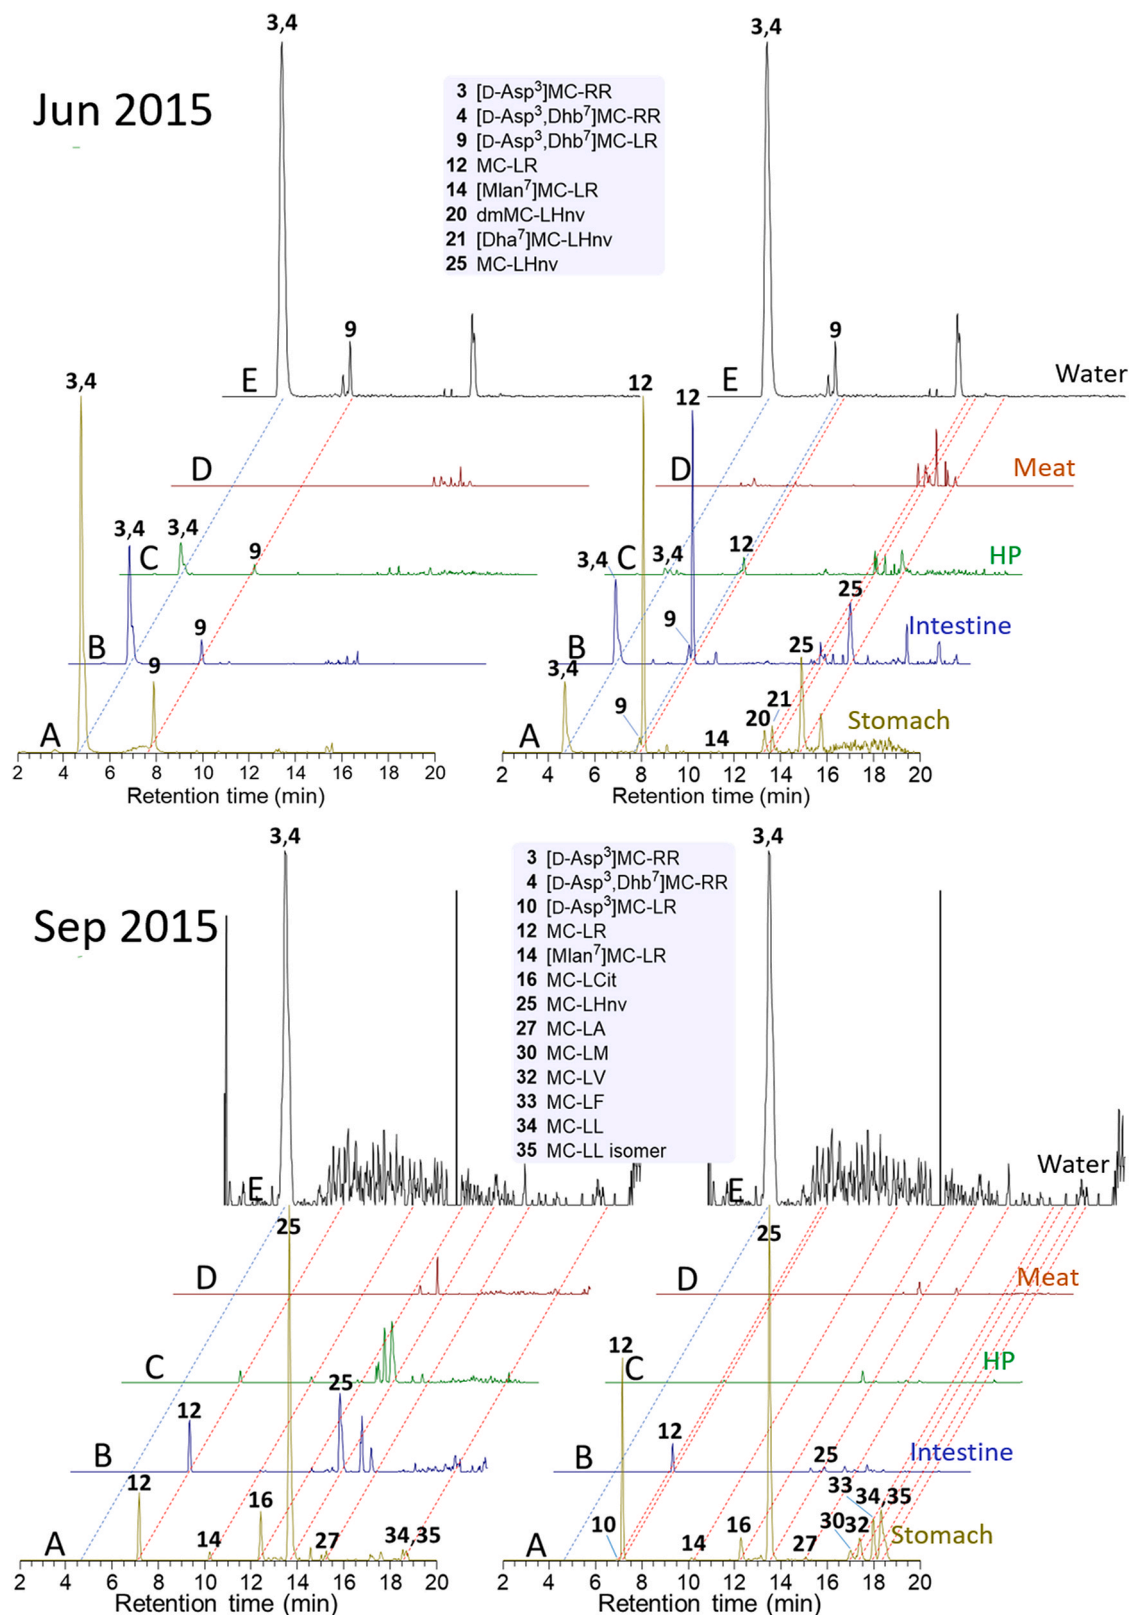 3,4
3,4
Jun 2015
3 [D-Asp³]MC-RR
4 [D-Asp³,Dhb⁷]MC-RR
9 [D-Asp³,Dhb⁷]MC-LR
12 MC-LR
14 [Mlan⁷]MC-LR
20 dmMC-LHnv
21 [Dha⁷]MC-LHnv
25 MC-LHnv
9
9
E
E
Water
3,4
12
12
D
D
Meat
3,4
3,4
C
9
3,4
C
3,4
12
HP
B
9
9
25
Intestine
B
9
3,4
25
A
9
20
21
14
A
Stomach
2 4 6 8 10 12 14 16 18 20
2 4 6 8 10 12 14 16 18 20
Retention time (min)
Retention time (min)
3,4
3,4
Sep 2015
3 [D-Asp³]MC-RR
4 [D-Asp³,Dhb⁷]MC-RR
10 [D-Asp³]MC-LR
12 MC-LR
14 [Mlan⁷]MC-LR
16 MC-LCit
25 MC-LHnv
27 MC-LA
30 MC-LM
32 MC-LV
33 MC-LF
34 MC-LL
35 MC-LL isomer
E
E
Water
25
25
D
D
Meat
C
12
C
HP
25
12
B
12
B
25
Intestine
12
16
33
34,35
A
14
27
34,35
10
A
14
16
27
30
32
Stomach
2 4 6 8 10 12 14 16 18 20
2 4 6 8 10 12 14 16 18 20
Retention time (min)
Retention time (min)